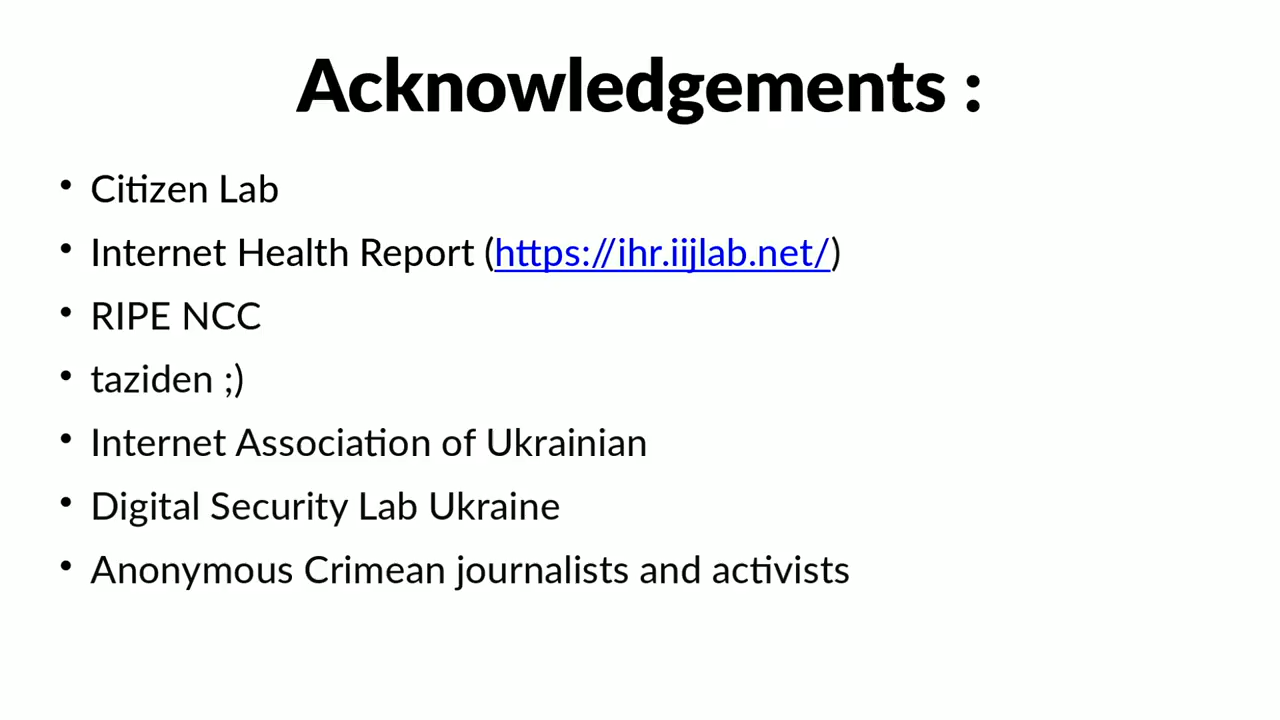 Acknowledgements :
• Citizen Lab
• Internet Health Report (https://ihr.iijlab.net/)
• RIPE NCC
• taziden ;)
• Internet Association of Ukrainian
• Digital Security Lab Ukraine
• Anonymous Crimean journalists and activists